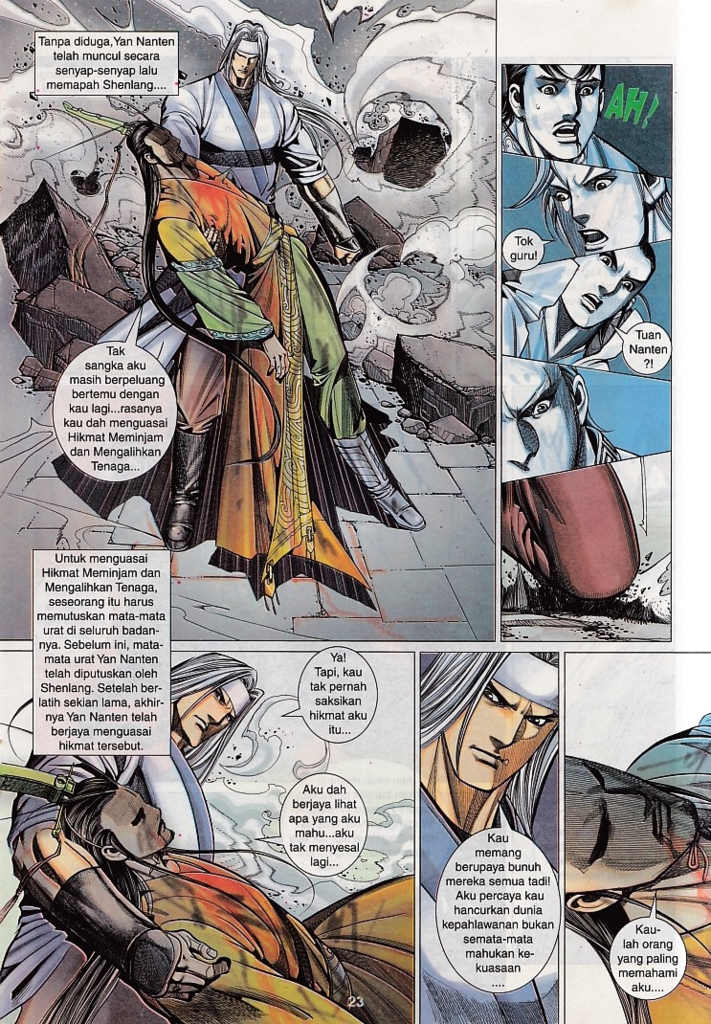 Tanpa diduga,Yan Nanten
telah muncul secara
senyap-senyap lalu
memapah Shenlang....
Tak
sangka aku
masih berpeluang
bertemu dengan
kau lagi...rasanya
kau dah menguasai
Hikmat Meminjam
dan Mengalihkan
Tenaga...
AH!
Tok
guru!
Tuan
Nanten
?!
Untuk menguasai
Hikmat Meminjam dan
Mengalihkan Tenaga,
seseorang itu harus
memutuskan mata-mata
urat di seluruh badan-
nya. Sebelum ini, mata-
mata urat Yan Nanten
telah diputuskan oleh
Shenlang. Setelah ber-
latih sekian lama, akhir-
nya Yan Nanten telah
berjaya menguasai
hikmat tersebut.
Ya!
Tapi, kau
tak pernah
saksikan
hikmat aku
itu...
Aku dah
berjaya lihat
apa yang aku
mahu...aku
tak menyesal
lagi...
Kau
memang
berupaya bunuh
mereka semua tadi!
Aku percaya kau
hancurkan dunia
kepahlawanan bukan
semata-mata
mahukan ke-
kuasaan
....
Kau-
lah orang
yang paling
memahami
aku....
23